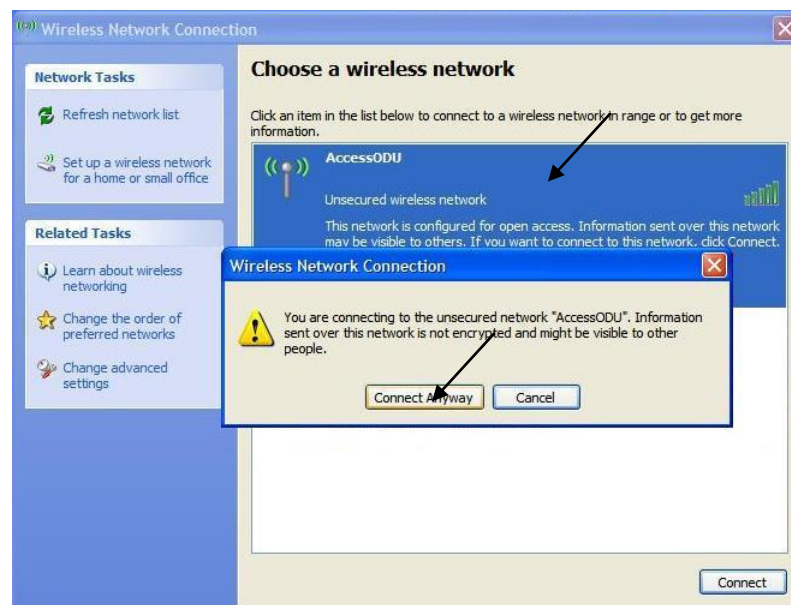 Wireless Network Connection
Network Tasks
Refresh network list
Set up a wireless network
for a home or small office
Related Tasks
Learn about wireless
networking
Change the order of
preferred networks
Change advanced
settings
Choose a wireless network
Click an item in the list below to connect to a wireless network in range or to get more
information.
AccessODU
Unsecured wireless network
This network is configured for open access. Information sent over this network
may be visible to others. If you want to connect to this network, click Connect.
Wireless Network Connection
You are connecting to the unsecured network "AccessODU". Information
sent over this network is not encrypted and might be visible to other
people.
Connect Anyway
Cancel
Connect